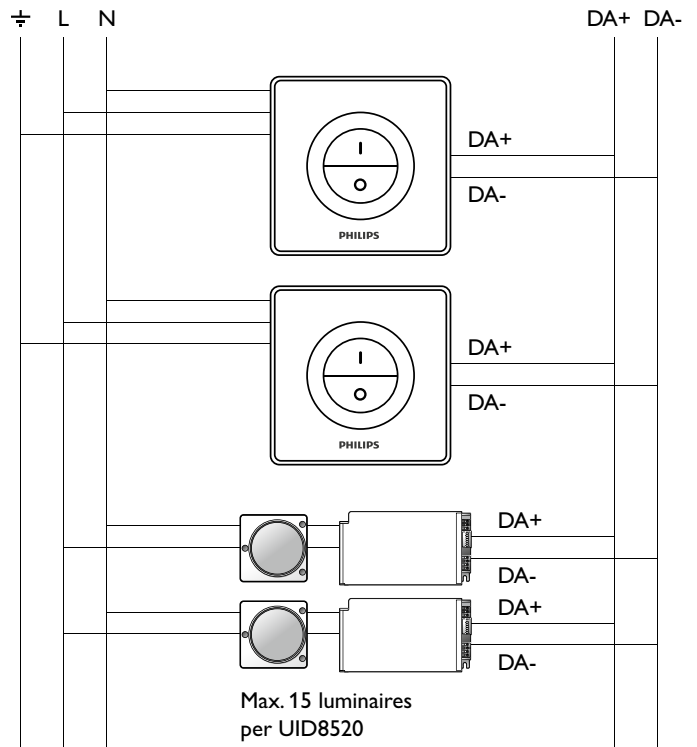 L N DA+ DA-
DA+
DA-
PHILIPS
DA+
DA-
PHILIPS
DA+
DA-
DA+
DA-
Max. 15 luminaires
per UID8520